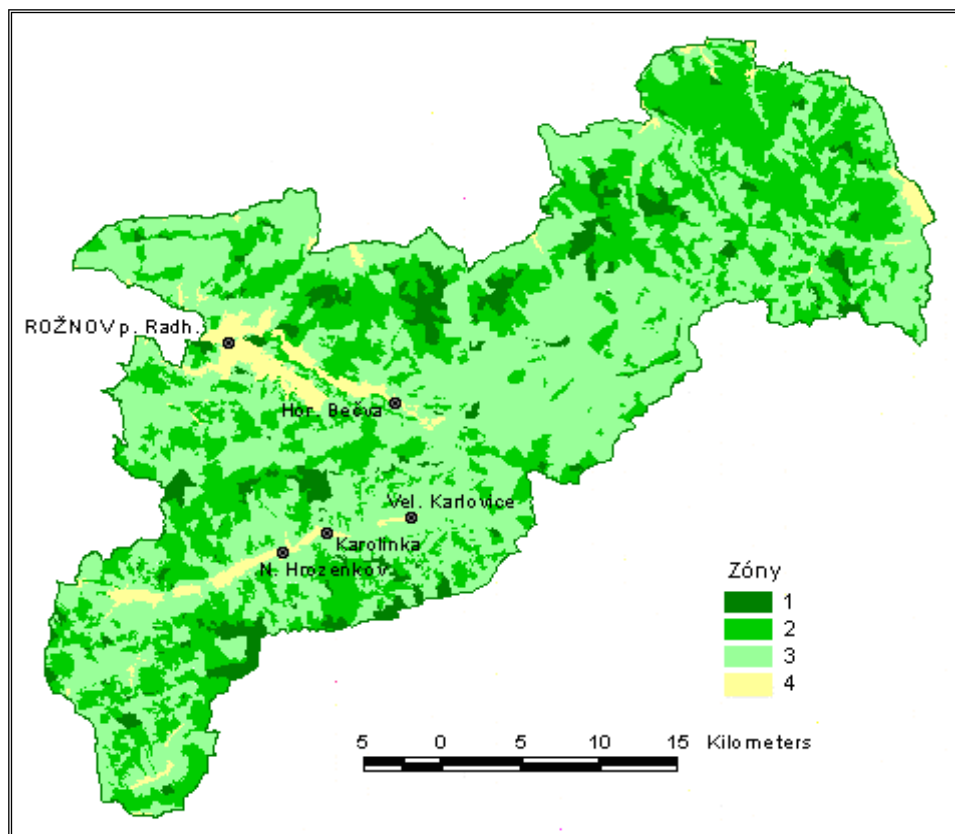 ROŽNOV p. Radh.
Hor. Bečva
Vel. Karlovice
Karolinka
N. Hrozenkov
Zóny
1
2
3
4
5 0 5 10 15 Kilometers